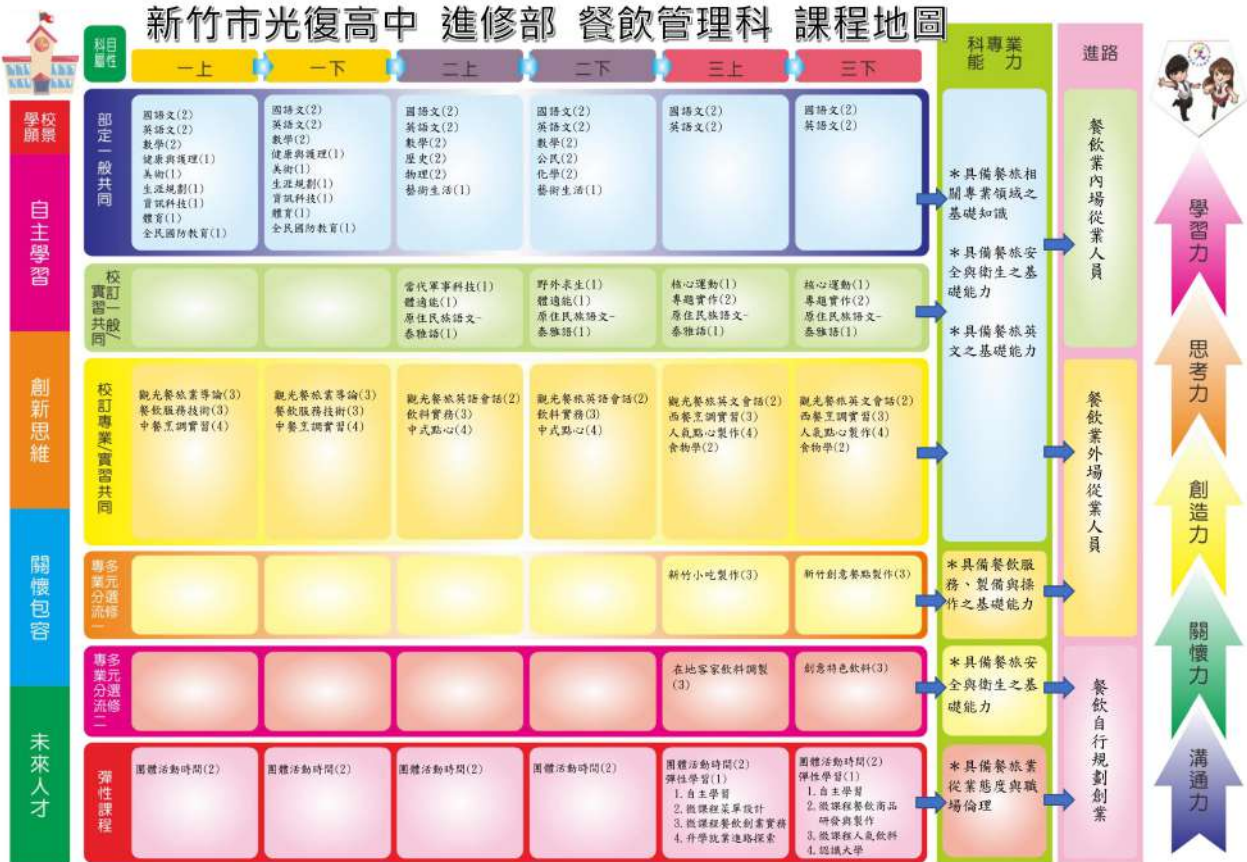 新竹市光復高中 進修部 餐飲管理科 課程地圖
科目
屬性
一上
一下
二上
二下
三上
三下
科專業
能 力
進路
學校
願景
自主學習
創新思維
關懷包容
未來人才
部定一般共同
國語文(2)
英語文(2)
數學(2)
健康與護理(1)
美術(1)
生涯規劃(1)
資訊科技(1)
體育(1)
全民國防教育(1)
國語文(2)
英語文(2)
數學(2)
健康與護理(1)
美術(1)
生涯規劃(1)
資訊科技(1)
體育(1)
全民國防教育(1)
國語文(2)
英語文(2)
數學(2)
歷史(2)
物理(2)
藝術生活(1)
國語文(2)
英語文(2)
數學(2)
公民(2)
化學(2)
藝術生活(1)
國語文(2)
英語文(2)
國語文(2)
英語文(2)
校訂一般/
實習共同
當代軍事科技(1)
體適能(1)
原住民族語文-
泰雅語(1)
野外求生(1)
體適能(1)
原住民族語文-
泰雅語(1)
核心運動(1)
專題實作(2)
原住民族語文-
泰雅語(1)
核心運動(1)
專題實作(2)
原住民族語文-
泰雅語(1)
校訂專業/實習共同
觀光餐旅業導論(3)
餐飲服務技術(3)
中餐烹調實習(4)
觀光餐旅業導論(3)
餐飲服務技術(3)
中餐烹調實習(4)
觀光餐旅英語會話(2)
飲料實務(3)
中式點心(4)
觀光餐旅英語會話(2)
飲料實務(3)
中式點心(4)
觀光餐旅英文會話(2)
西餐烹調實習(3)
人氣點心製作(4)
食物學(2)
觀光餐旅英文會話(2)
西餐烹調實習(3)
人氣點心製作(4)
食物學(2)
多元選修
專業分流一
新竹小吃製作(3)
新竹創意餐點製作(3)
多元選修
專業分流二
在地客家飲料調製
(3)
創意特色飲料(3)
彈性課程
團體活動時間(2)
團體活動時間(2)
團體活動時間(2)
團體活動時間(2)
團體活動時間(2)
彈性學習(1)
1.自主學習
2.微課程菜單設計
3.微課程餐飲創業實務
4.升學就業進路探索
團體活動時間(2)
彈性學習(1)
1.自主學習
2.微課程餐飲商品
研發與製作
3.微課程人氣飲料
4.認識大學
*具備餐旅相
關專業領域之
基礎知識
*具備餐旅安
全與衛生之基
礎能力
*具備餐旅英
文之基礎能力
*具備餐飲服
務、製備與操
作之基礎能力
*具備餐旅安
全與衛生之基
礎能力
*具備餐旅業
從業態度與職
場倫理
餐飲業內場從業人員
餐飲業外場從業人員
餐飲自行規劃創業
學習力
思考力
創造力
關懷力
溝通力